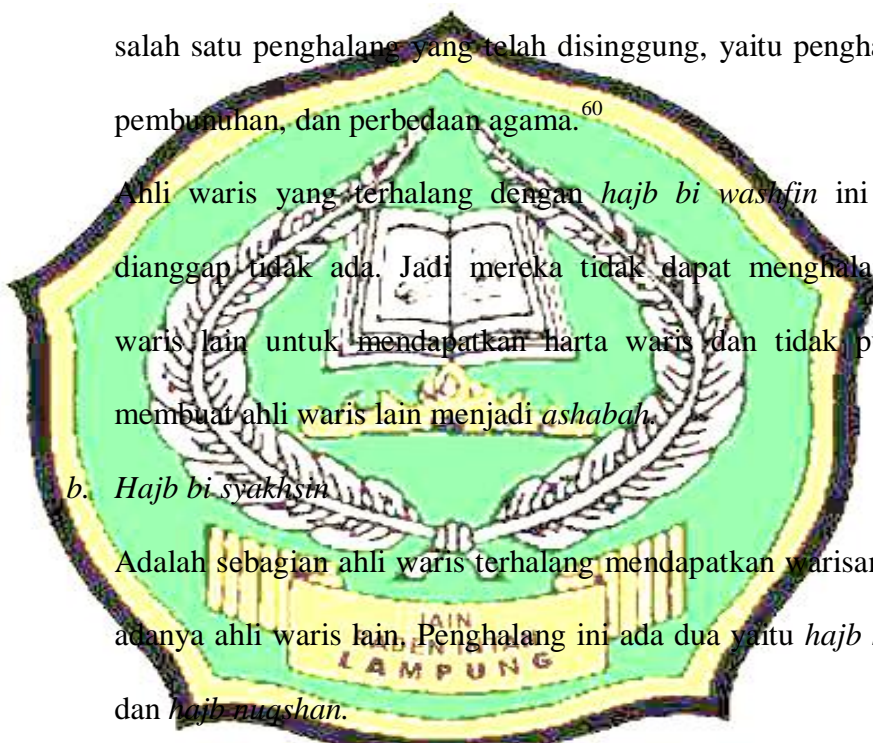 salah satu penghalang yang telah disinggung, yaitu
pembunuhan, dan perbedaan agama.60
Ahli waris yang terhalang dengan hajb bi washfin ini
dianggap tidak ada. Jadi mereka tidak dapat
waris lain untuk mendapatkan harta waris dan tidak
membuat ahli waris lain menjadi ashabah.
b. Hajb bi syakhsin
Adalah sebagian ahli waris terhalang mendapatkan
adanya ahli waris lain. Penghalang ini ada dua yaitu hajb
dan hajb nuqshan.
IAIN
RADEN INTAN
LAMPUNG